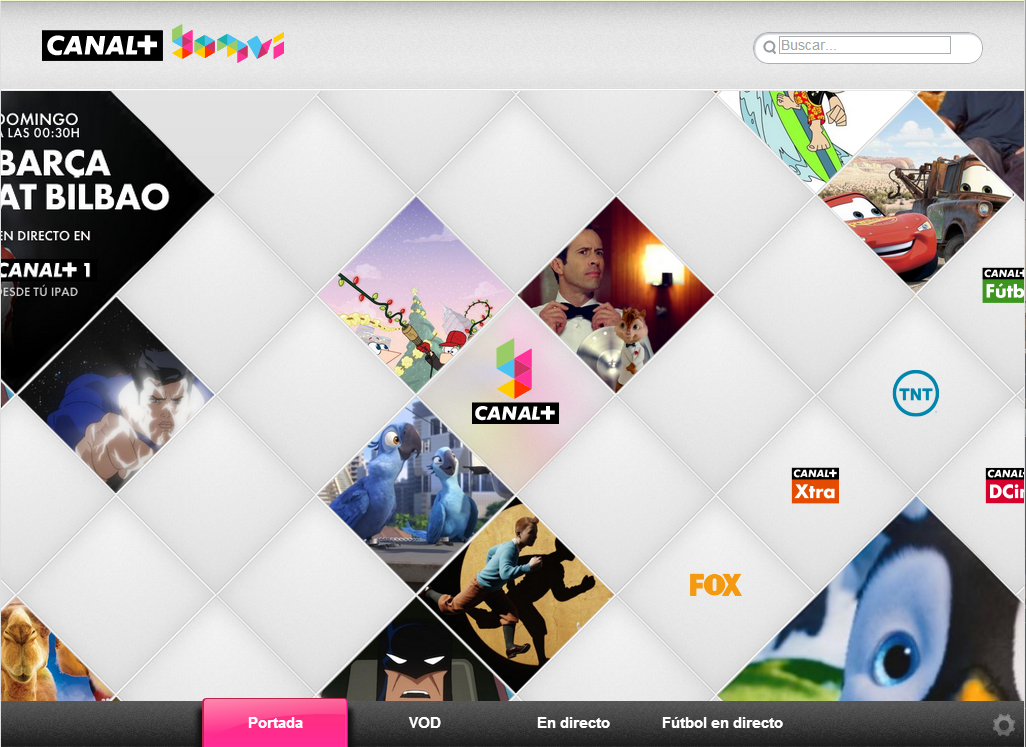 CANAL+ yomvi
Buscar...
DOMINGO
A LAS 00:30H
BARÇA
AT BILBAO
EN DIRECTO EN
CANAL+ 1
DESDE TÚ IPAD
CANAL+
Fútb
CANAL+
TNT
CANAL+
Xtra
CANAL+
DCin
FOX
Portada
VOD
En directo
Fútbol en directo